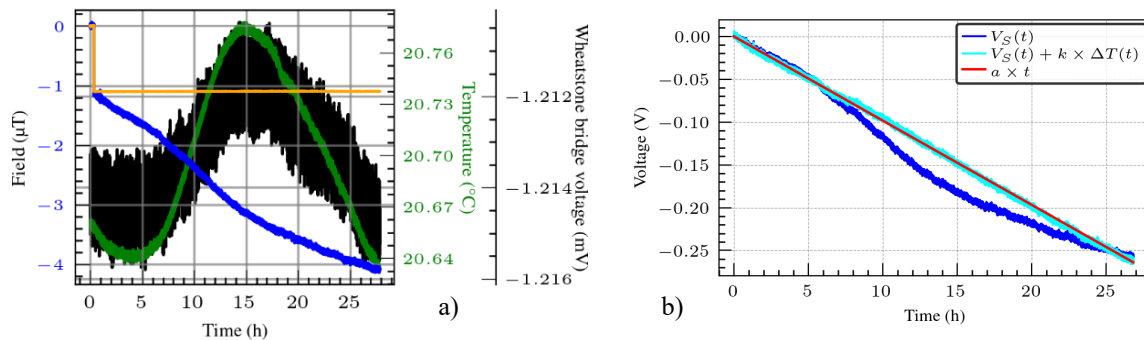 0
−1
−2
−3
−4
Field (µT)
0 5 10 15 20 25
Time (h)
20.76
20.73
20.70
20.67
20.64
Temperature (°C)
−1.212
−1.214
−1.216
Wheatstone bridge voltage (mV)
a)
0.00
−0.05
−0.10
−0.15
−0.20
−0.25
Voltage (V)
0 5 10 15 20 25
Time (h)
V_S(t)
V_S(t) + k × ΔT(t)
a × t
b)